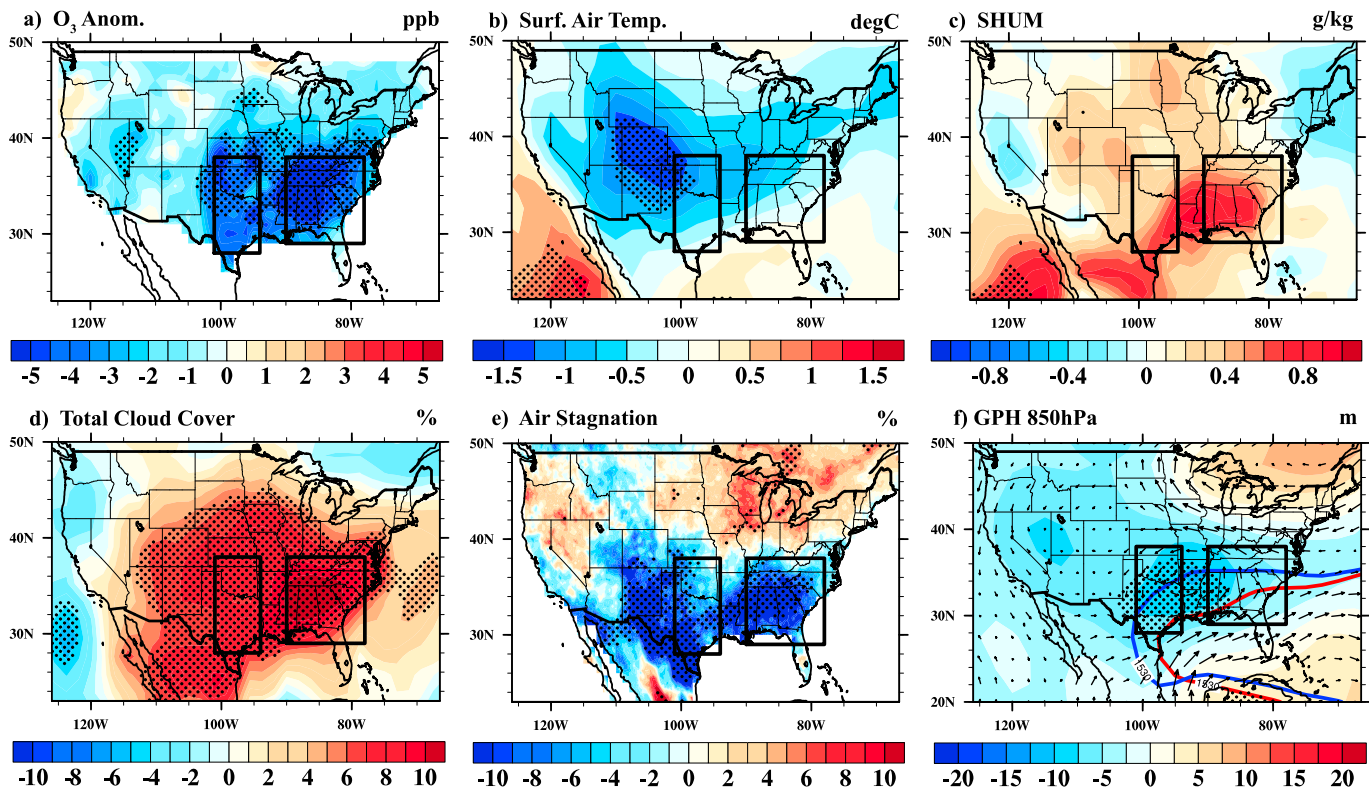 a) O3 Anom. ppb
50N
40N
30N
120W 100W 80W
-5 -4 -3 -2 -1 0 1 2 3 4 5
b) Surf. Air Temp. degC
50N
40N
30N
120W 100W 80W
-1.5 -1 -0.5 0 0.5 1 1.5
c) SHUM g/kg
50N
40N
30N
120W 100W 80W
-0.8 -0.4 0 0.4 0.8
d) Total Cloud Cover %
50N
40N
30N
120W 100W 80W
-10 -8 -6 -4 -2 0 2 4 6 8 10
e) Air Stagnation %
50N
40N
30N
120W 100W 80W
-10 -8 -6 -4 -2 0 2 4 6 8 10
f) GPH 850hPa m
50N
40N
30N
1530
1530
20N
120W 100W 80W
-20 -15 -10 -5 0 5 10 15 20